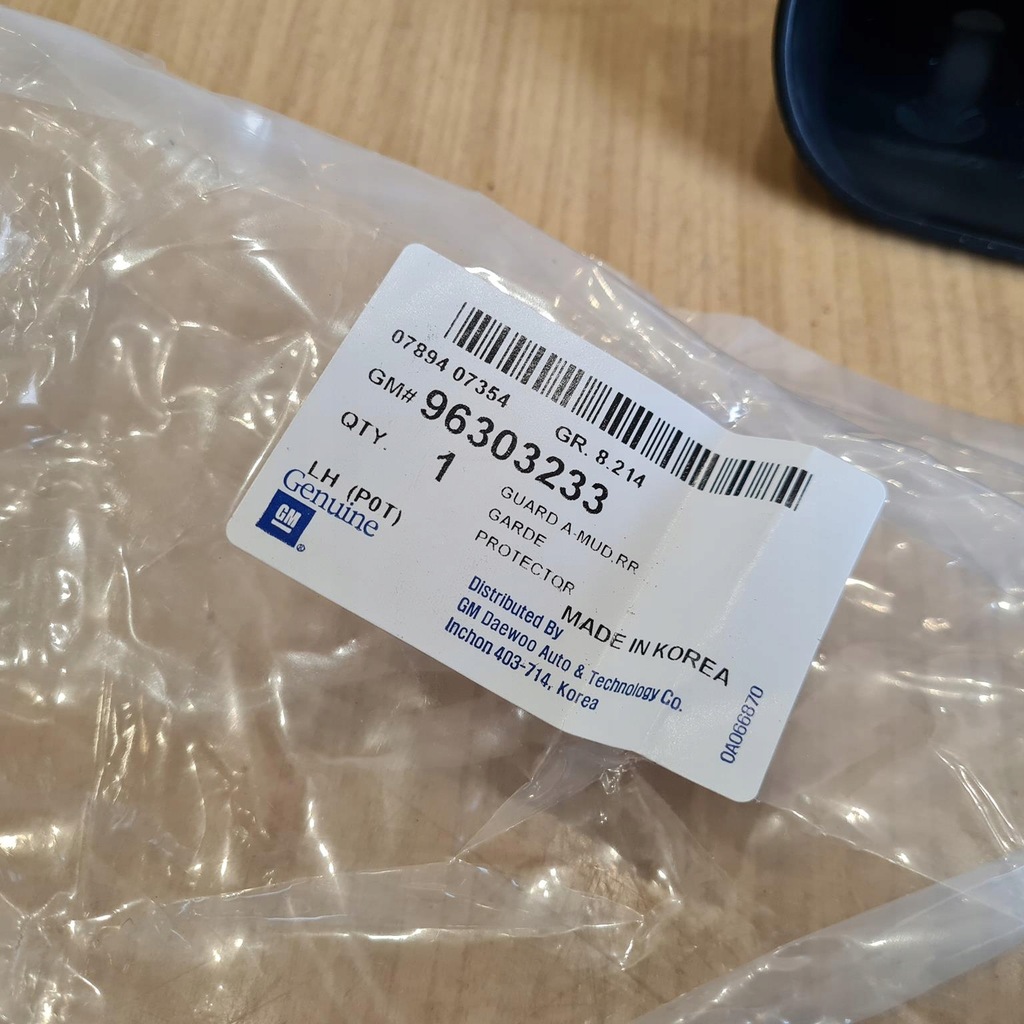 07894 07354
GR. 8.214
GM# 96303233
QTY. 1
GUARD A-MUD,RR
GARDE
PROTECTOR
LH (P0T)
Genuine
GM
®
MADE IN KOREA
Distributed By
GM Daewoo Auto & Technology Co.
Inchon 403-714, Korea
0A066870